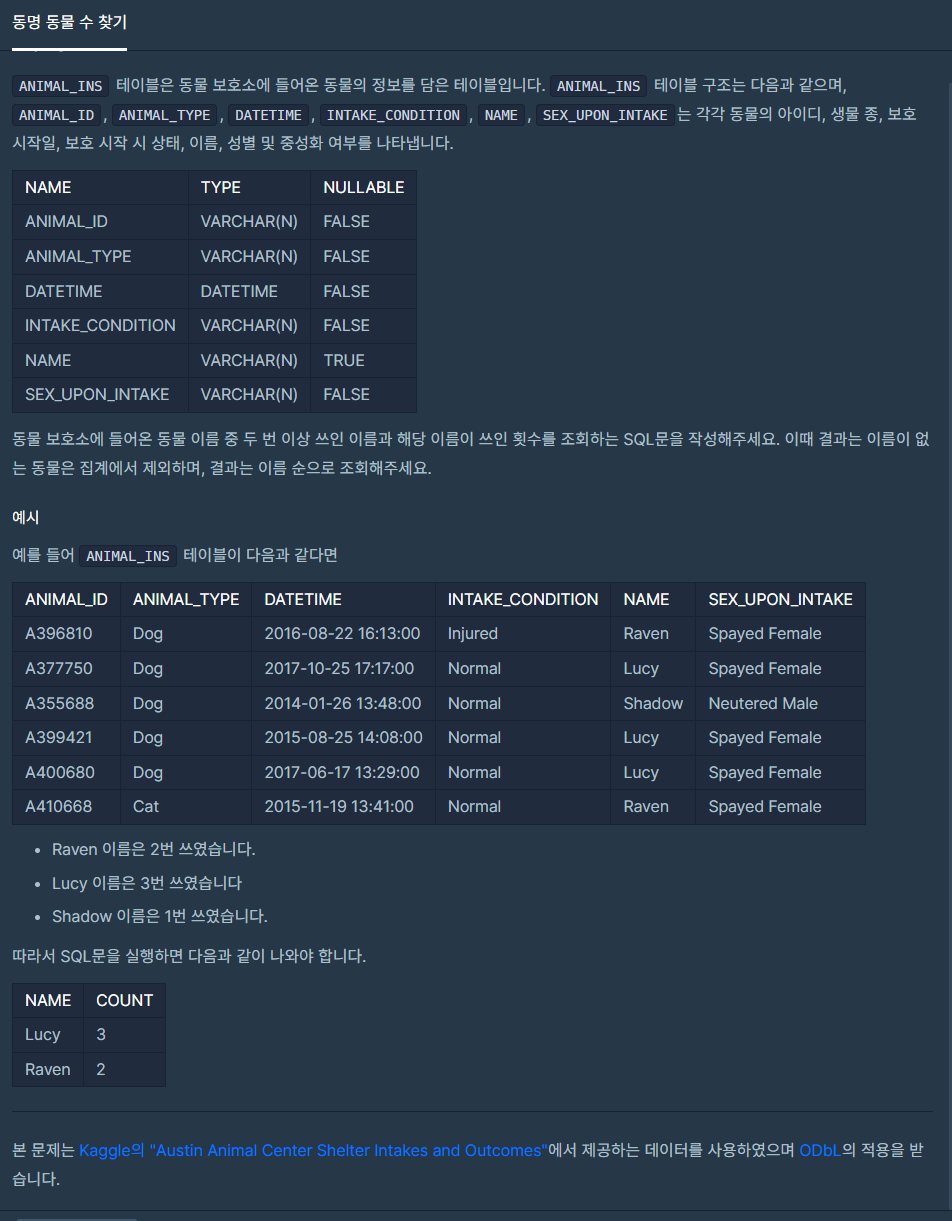 동명 동물 수 찾기
ANIMAL_INS 테이블은 동물 보호소에 들어온 동물의 정보를 담은 테이블입니다. ANIMAL_INS 테이블 구조는 다음과 같으며,
ANIMAL_ID, ANIMAL_TYPE, DATETIME, INTAKE_CONDITION, NAME, SEX_UPON_INTAKE는 각각 동물의 아이디, 생물 종, 보호
시작일, 보호 시작 시 상태, 이름, 성별 및 중성화 여부를 나타냅니다.
NAME TYPE NULLABLE
ANIMAL_ID VARCHAR(N) FALSE
ANIMAL_TYPE VARCHAR(N) FALSE
DATETIME DATETIME FALSE
INTAKE_CONDITION VARCHAR(N) FALSE
NAME VARCHAR(N) TRUE
SEX_UPON_INTAKE VARCHAR(N) FALSE
동물 보호소에 들어온 동물 이름 중 두 번 이상 쓰인 이름과 해당 이름이 쓰인 횟수를 조회하는 SQL문을 작성해주세요. 이때 결과는 이름이 없
는 동물은 집계에서 제외하며, 결과는 이름 순으로 조회해주세요.
예시
예를 들어 ANIMAL_INS 테이블이 다음과 같다면
ANIMAL_ID ANIMAL_TYPE DATETIME INTAKE_CONDITION NAME SEX_UPON_INTAKE
A396810 Dog 2016-08-22 16:13:00 Injured Raven Spayed Female
A377750 Dog 2017-10-25 17:17:00 Normal Lucy Spayed Female
A355688 Dog 2014-01-26 13:48:00 Normal Shadow Neutered Male
A399421 Dog 2015-08-25 14:08:00 Normal Lucy Spayed Female
A400680 Dog 2017-06-17 13:29:00 Normal Lucy Spayed Female
A410668 Cat 2015-11-19 13:41:00 Normal Raven Spayed Female
• Raven 이름은 2번 쓰였습니다.
• Lucy 이름은 3번 쓰였습니다
• Shadow 이름은 1번 쓰였습니다.
따라서 SQL문을 실행하면 다음과 같이 나와야 합니다.
NAME COUNT
Lucy 3
Raven 2
본 문제는 Kaggle의 "Austin Animal Center Shelter Intakes and Outcomes"에서 제공하는 데이터를 사용하였으며 ODbL의 적용을 받
습니다.